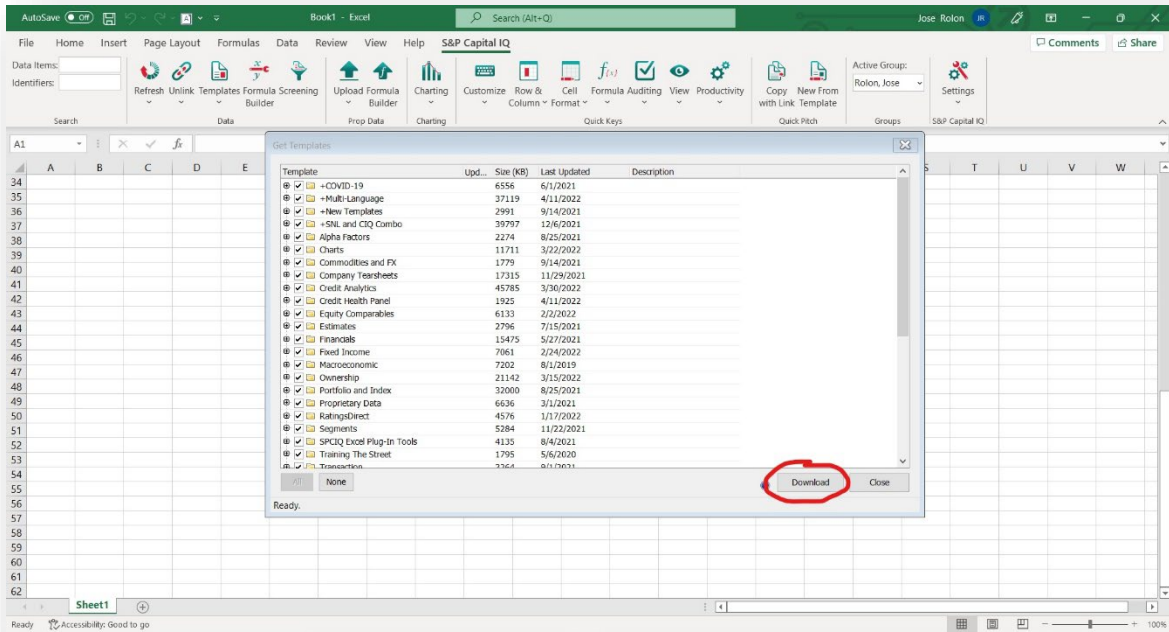 AutoSave Off Book1 - Excel Search (Alt+Q) Jose Rolon JR
File Home Insert Page Layout Formulas Data Review View Help S&P Capital IQ Comments Share
Data Items:
Identifiers:
Search
Refresh Unlink Templates Formula Builder Screening
Data
Upload Formula Builder
Prop Data
Charting
Charting
Customize Row & Column Cell Format Formula Auditing View Productivity
Quick Keys
Copy with Link New From Template
Quick Pitch
Active Group:
Rolon, Jose
Groups
Settings
S&P Capital IQ
A1 fx
Get Templates
A B C D E S T U V W
Template Upd... Size (KB) Last Updated Description
+COVID-19 6556 6/1/2021
+Multi-Language 37119 4/11/2022
+New Templates 2991 9/14/2021
+SNL and CIQ Combo 39797 12/6/2021
Alpha Factors 2274 8/25/2021
Charts 11711 3/22/2022
Commodities and FX 1779 9/14/2021
Company Tearsheets 17315 11/29/2021
Credit Analytics 45785 3/30/2022
Credit Health Panel 1925 4/11/2022
Equity Comparables 6133 2/2/2022
Estimates 2796 7/15/2021
Financials 15475 5/27/2021
Fixed Income 7061 2/24/2022
Macroeconomic 7202 8/1/2019
Ownership 21142 3/15/2022
Portfolio and Index 32000 8/25/2021
Proprietary Data 6636 3/1/2021
RatingsDirect 4576 1/17/2022
Segments 5284 11/22/2021
SPCIQ Excel Plug-In Tools 4135 8/4/2021
Training The Street 1795 5/6/2020
Transaction 3264 9/1/2021
All None Download Close
Ready.
34
35
36
37
38
39
40
41
42
43
44
45
46
47
48
49
50
51
52
53
54
55
56
57
58
59
60
61
62
Sheet1
Ready Accessibility: Good to go 100%